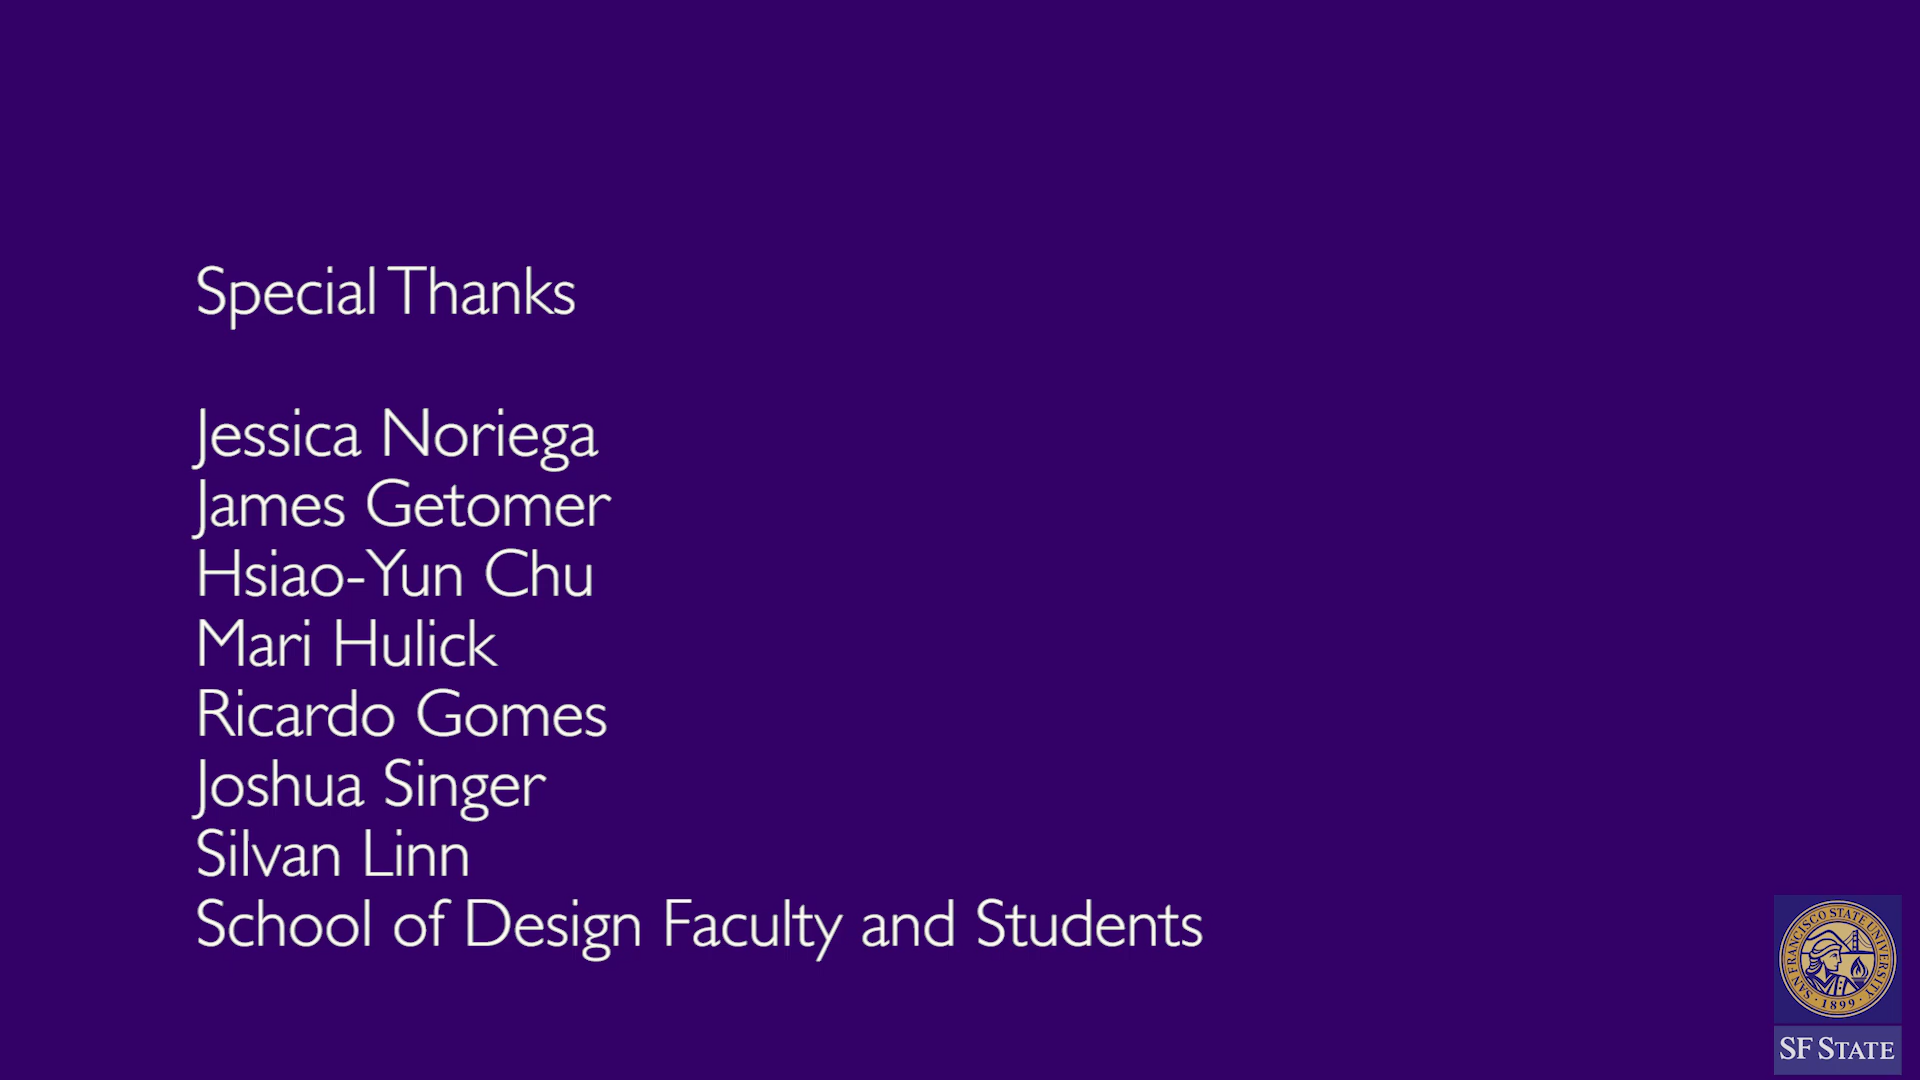 Special Thanks
Jessica Noriega
James Getomer
Hsiao-Yun Chu
Mari Hulick
Ricardo Gomes
Joshua Singer
Silvan Linn
School of Design Faculty and Students
SAN FRANCISCO STATE UNIVERSITY
1899
SF STATE